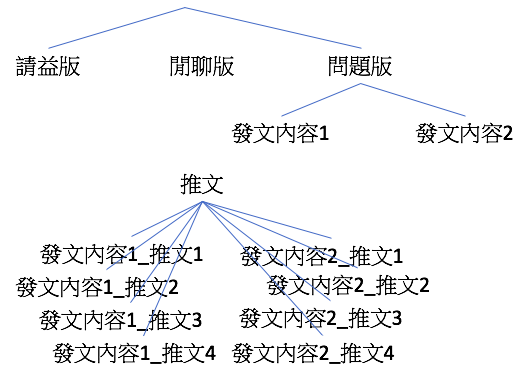 請益版 閒聊版 問題版
發文內容1 發文內容2
推文
發文內容1_推文1 發文內容2_推文1
發文內容1_推文2 發文內容2_推文2
發文內容1_推文3 發文內容2_推文3
發文內容1_推文4 發文內容2_推文4